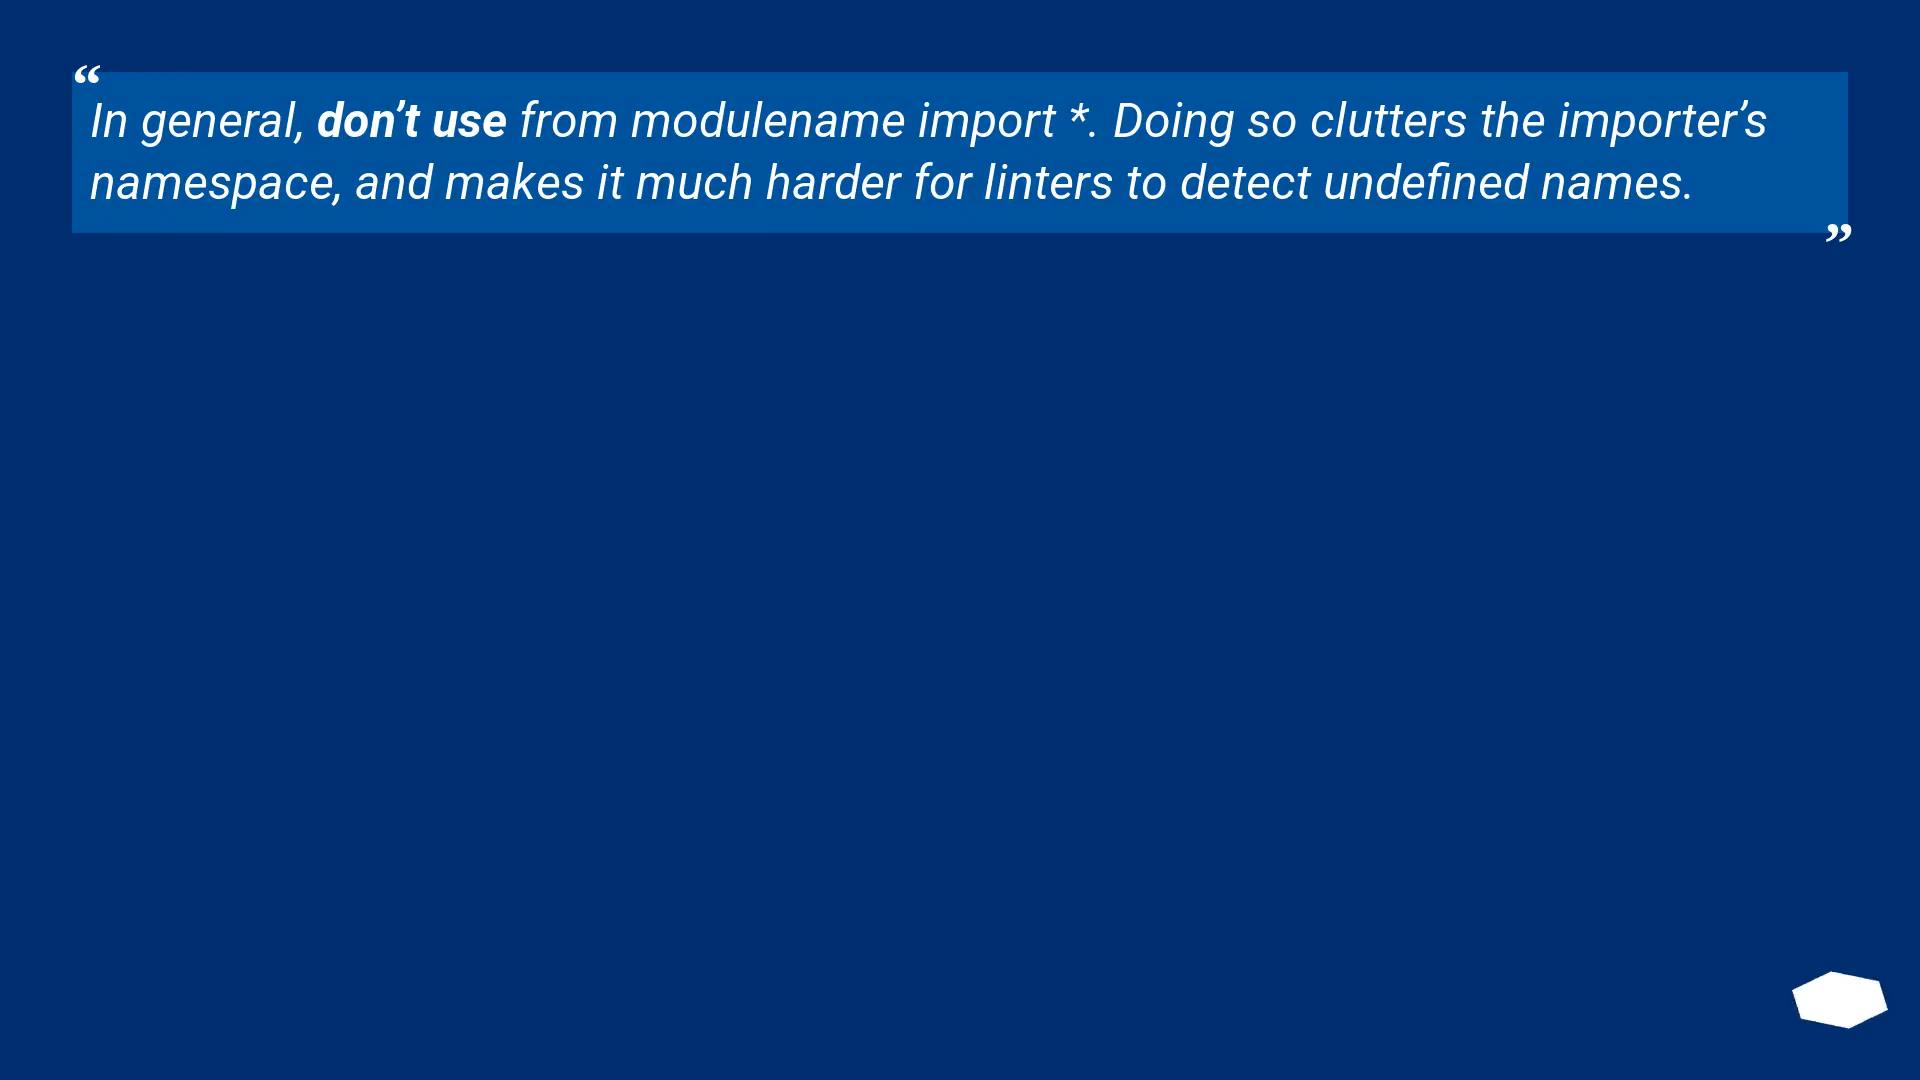 “
In general, don’t use from modulename import *. Doing so clutters the importer’s
namespace, and makes it much harder for linters to detect undefined names.
”